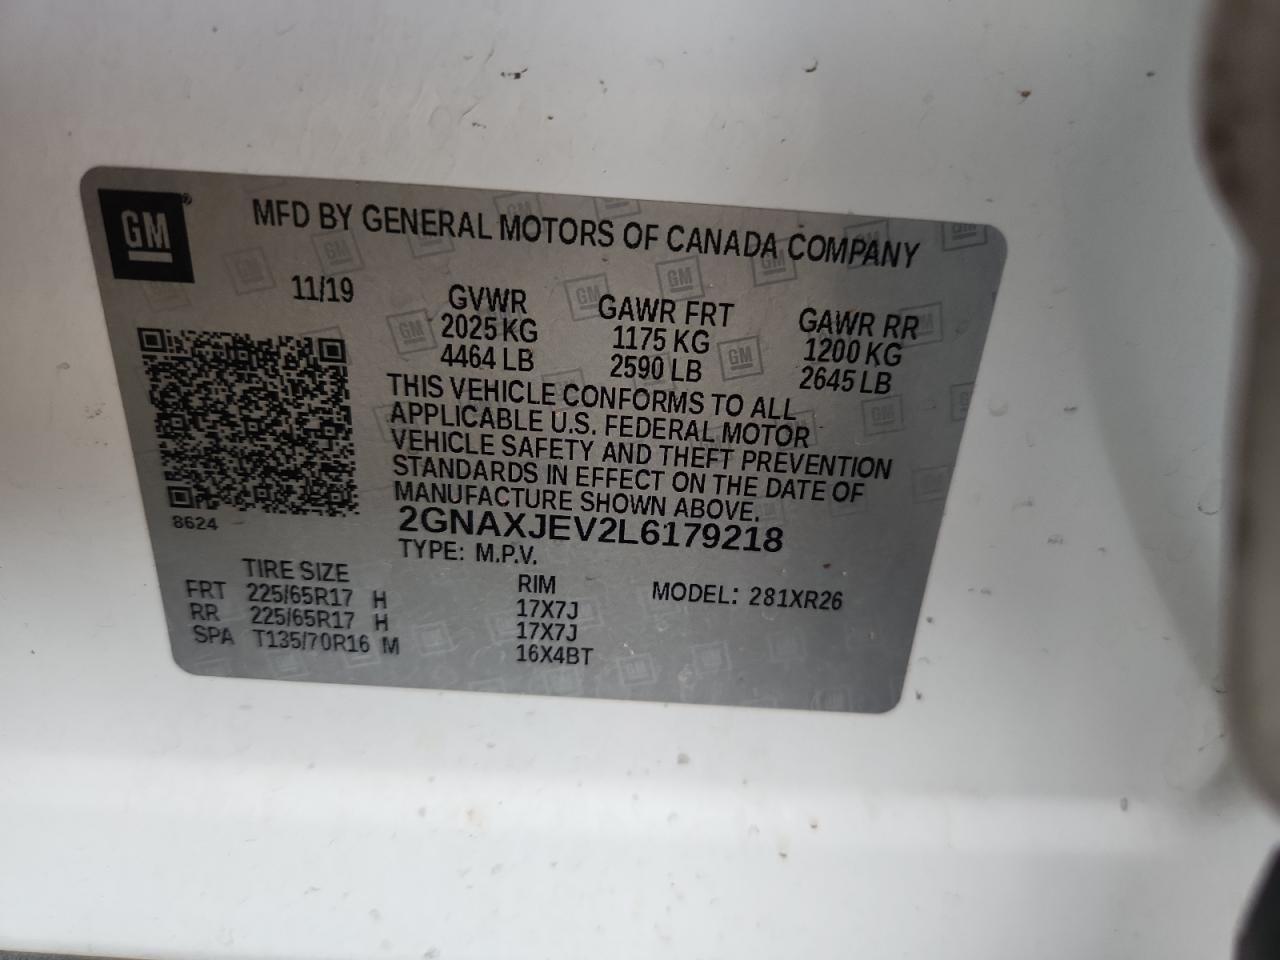 GM ®
MFD BY GENERAL MOTORS OF CANADA COMPANY
11/19
GVWR GAWR FRT GAWR RR
2025 KG 1175 KG 1200 KG
4464 LB 2590 LB 2645 LB
THIS VEHICLE CONFORMS TO ALL
APPLICABLE U.S. FEDERAL MOTOR
VEHICLE SAFETY AND THEFT PREVENTION
STANDARDS IN EFFECT ON THE DATE OF
MANUFACTURE SHOWN ABOVE.
8624
2GNAXJEV2L6179218
TYPE: M.P.V.
TIRE SIZE RIM MODEL: 281XR26
FRT 225/65R17 H 17X7J
RR 225/65R17 H 17X7J
SPA T135/70R16 M 16X4BT